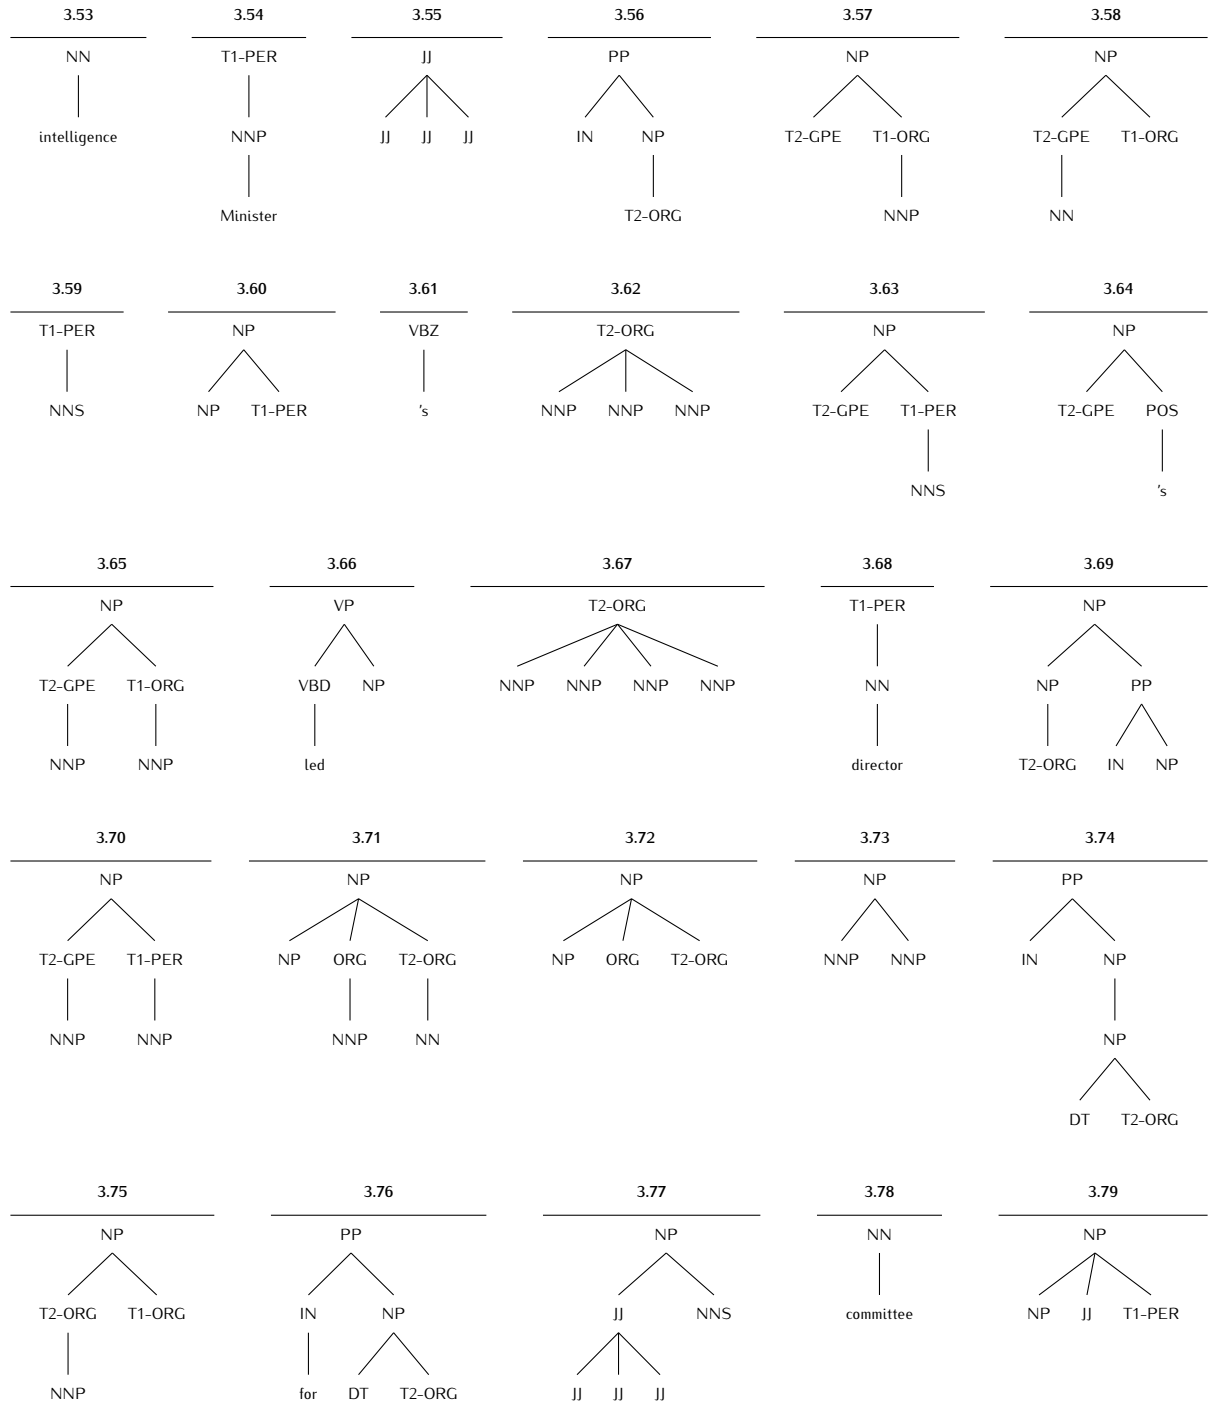 3.53 3.54 3.55 3.56 3.57 3.58
NN T1-PER JJ PP NP NP
intelligence NNP JJ JJ JJ IN NP T2-GPE T1-ORG T2-GPE T1-ORG
Minister T2-ORG NNP NN
3.59 3.60 3.61 3.62 3.63 3.64
T1-PER NP VBZ T2-ORG NP NP
NNS NP T1-PER 's NNP NNP NNP T2-GPE T1-PER T2-GPE POS
NNS 's
3.65 3.66 3.67 3.68 3.69
NP VP T2-ORG T1-PER NP
T2-GPE T1-ORG VBD NP NNP NNP NNP NNP NN NP PP
NNP NNP led director T2-ORG IN NP
3.70 3.71 3.72 3.73 3.74
NP NP NP NP PP
T2-GPE T1-PER NP ORG T2-ORG NP ORG T2-ORG NNP NNP IN NP
NNP NNP NNP NN NP
DT T2-ORG
3.75 3.76 3.77 3.78 3.79
NP PP NP NN NP
T2-ORG T1-ORG IN NP JJ NNS committee NP JJ T1-PER
NNP for DT T2-ORG JJ JJ JJ